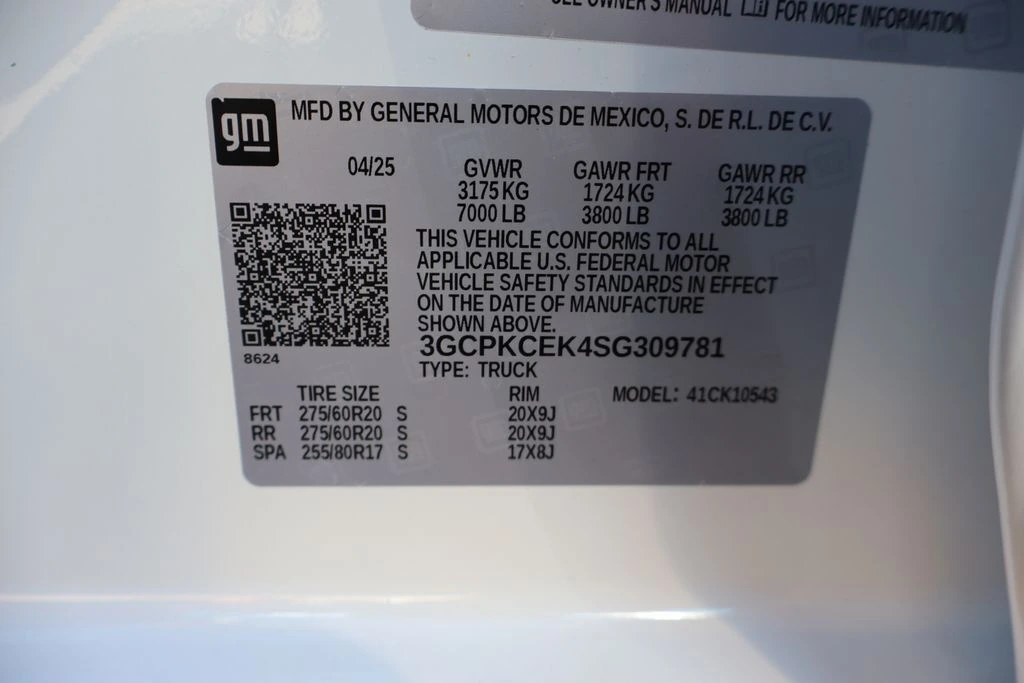 SEE OWNER'S MANUAL FOR MORE INFORMATION
gm
MFD BY GENERAL MOTORS DE MEXICO, S. DE R.L. DE C.V.
04/25 GVWR GAWR FRT GAWR RR
3175 KG 1724 KG 1724 KG
7000 LB 3800 LB 3800 LB
THIS VEHICLE CONFORMS TO ALL
APPLICABLE U.S. FEDERAL MOTOR
VEHICLE SAFETY STANDARDS IN EFFECT
ON THE DATE OF MANUFACTURE
SHOWN ABOVE.
3GCPKCEK4SG309781
8624
TYPE: TRUCK
TIRE SIZE RIM MODEL: 41CK10543
FRT 275/60R20 S 20X9J
RR 275/60R20 S 20X9J
SPA 255/80R17 S 17X8J